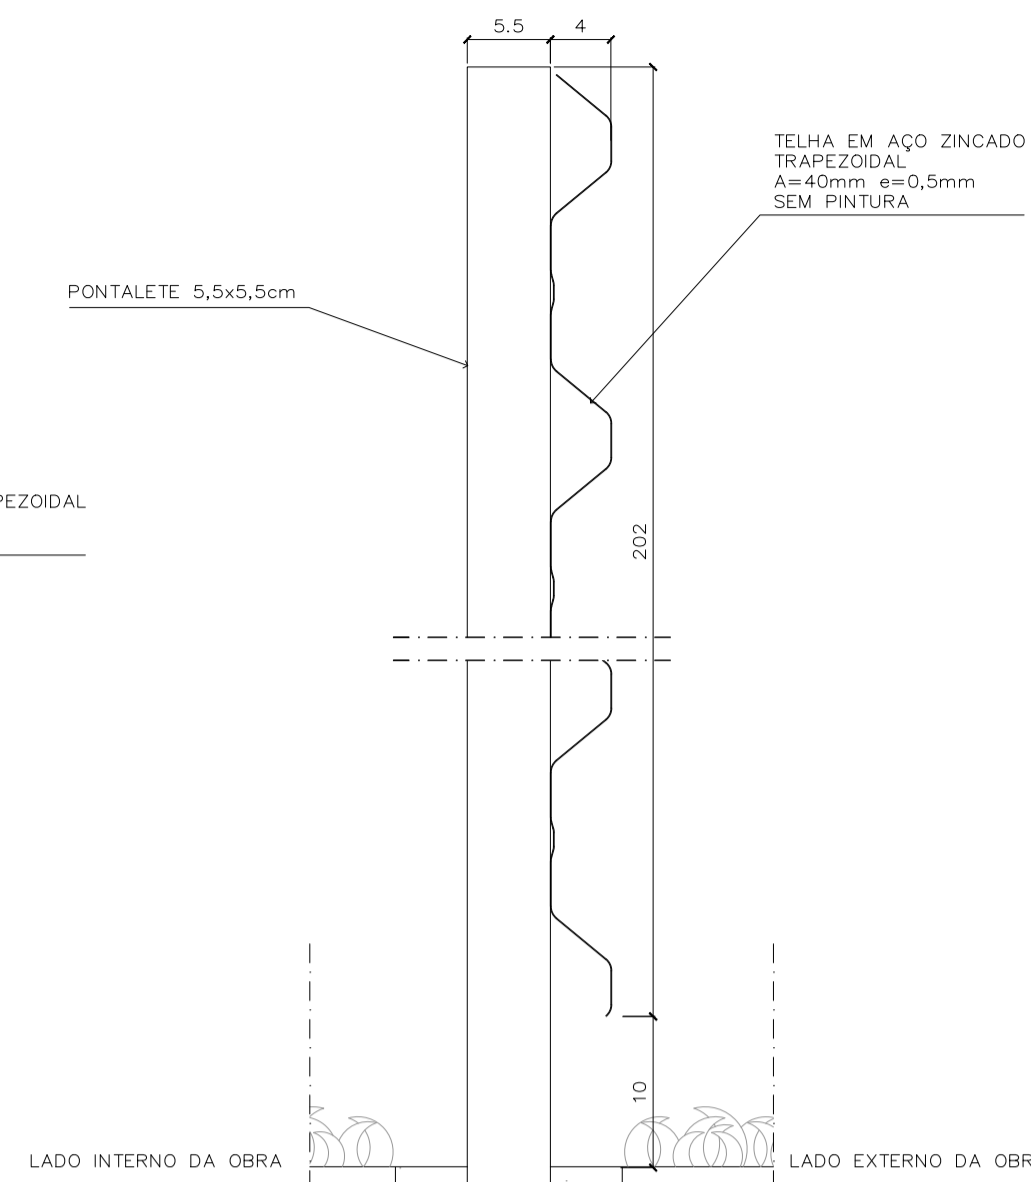 5.5
4
TELHA EM AÇO ZINCADO
TRAPEZOIDAL
A=40mm e=0,5mm
SEM PINTURA
PONTALETE 5,5x5,5cm
PEZOIDAL
202
10
LADO INTERNO DA OBRA
LADO EXTERNO DA OBR